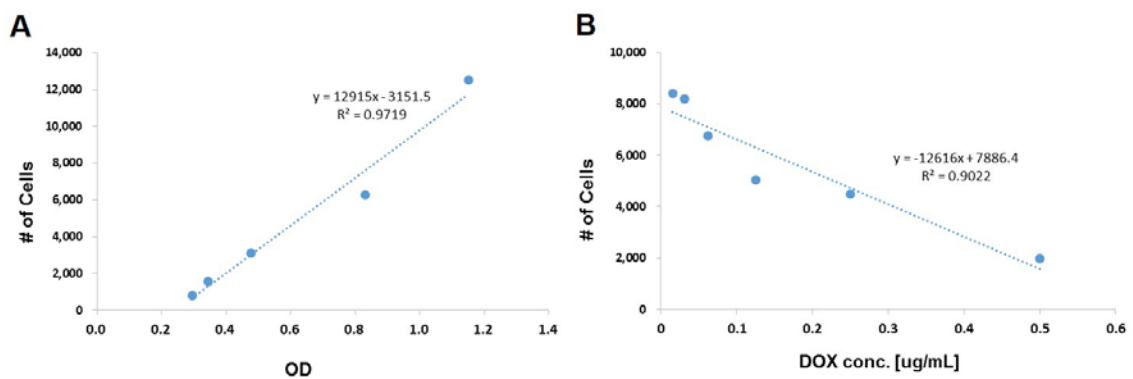 A
14,000
12,000
10,000
8,000
6,000
4,000
2,000
0
0.0 0.2 0.4 0.6 0.8 1.0 1.2 1.4
# of Cells
OD
y = 12915x - 3151.5
R² = 0.9719
B
10,000
8,000
6,000
4,000
2,000
0
0 0.1 0.2 0.3 0.4 0.5 0.6
# of Cells
DOX conc. [ug/mL]
y = -12616x + 7886.4
R² = 0.9022